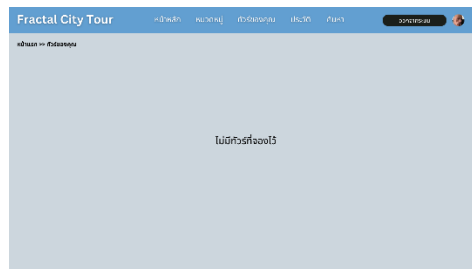 Fractal City Tour
หน้าหลัก หมวดหมู่ ทัวร์ของคุณ ประวัติ ค้นหา ออกจากระบบ
หน้าแรก >> ทัวร์ของคุณ
ไม่มีทัวร์ที่จองไว้